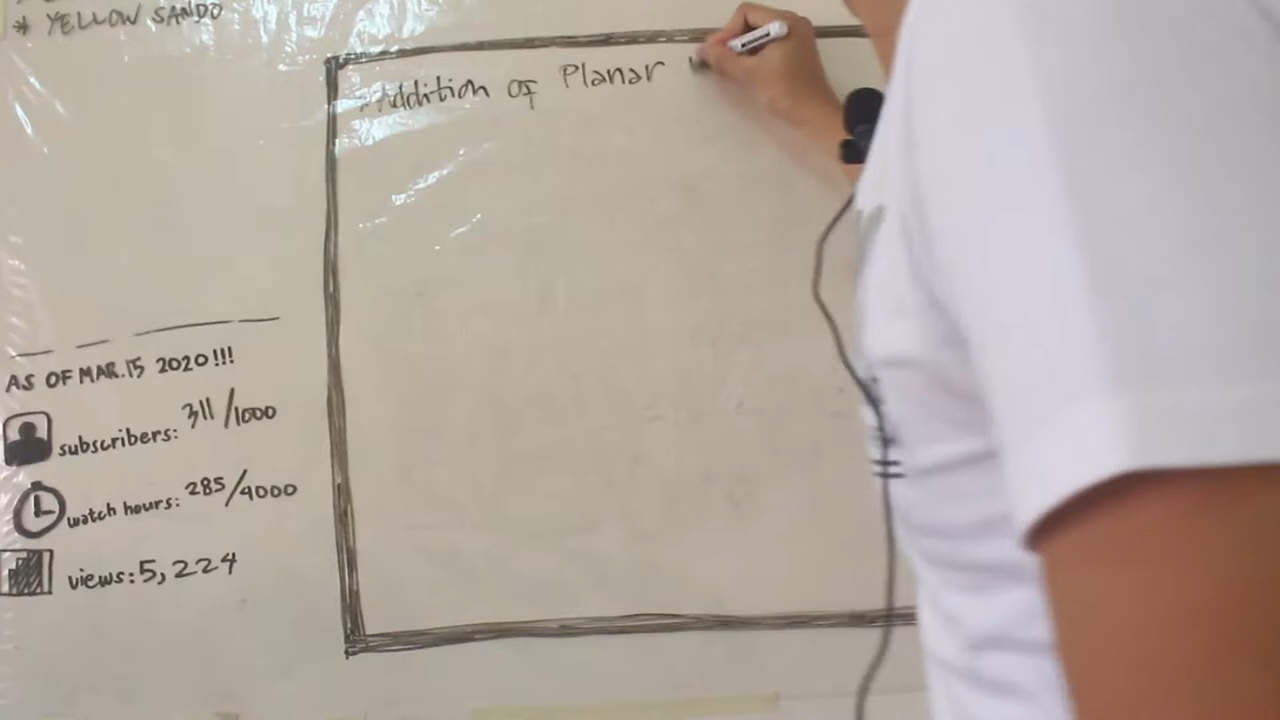 * YELLOW SANDO
Addition of Planar
AS OF MAR.15 2020!!!
subscribers: 311/1000
watch hours: 285/4000
views: 5,224